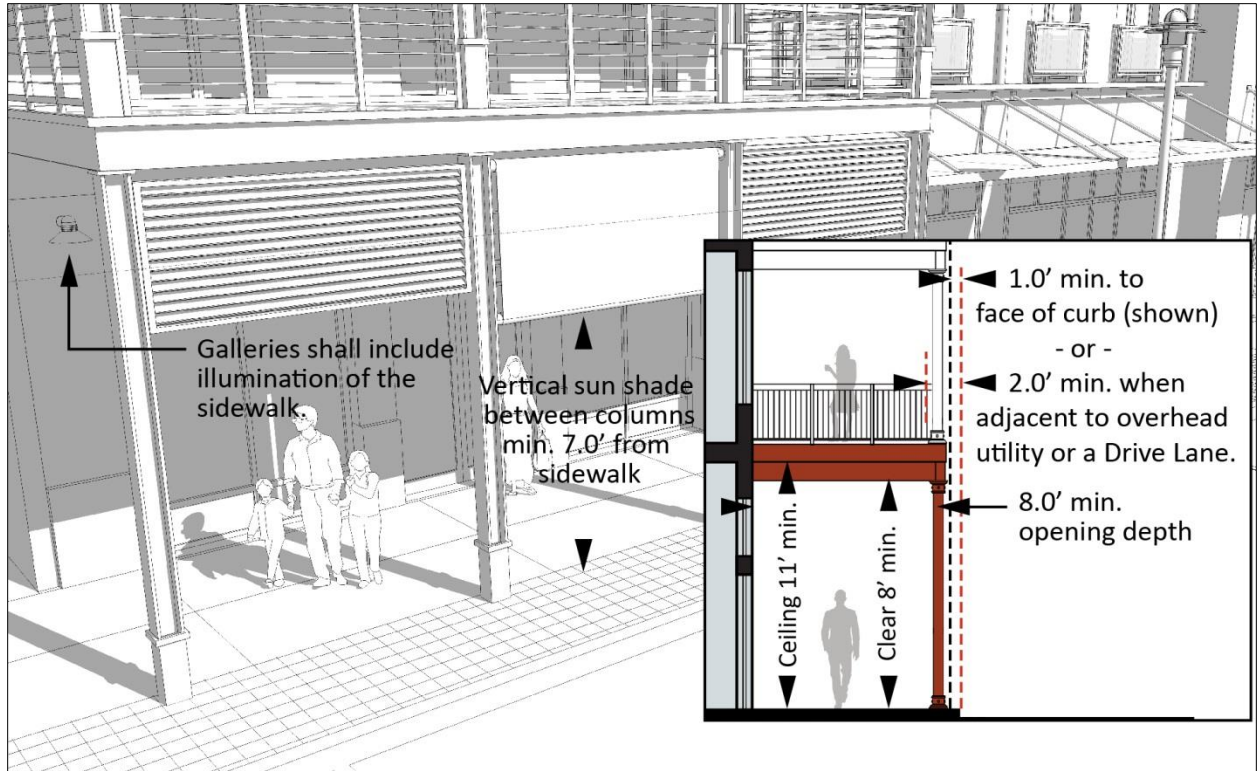 Galleries shall include
illumination of the
sidewalk.
Vertical sun shade
between columns
min. 7.0’ from
sidewalk
1.0’ min. to
face of curb (shown)
- or -
2.0’ min. when
adjacent to overhead
utility or a Drive Lane.
8.0’ min.
opening depth
Ceiling 11’ min.
Clear 8’ min.